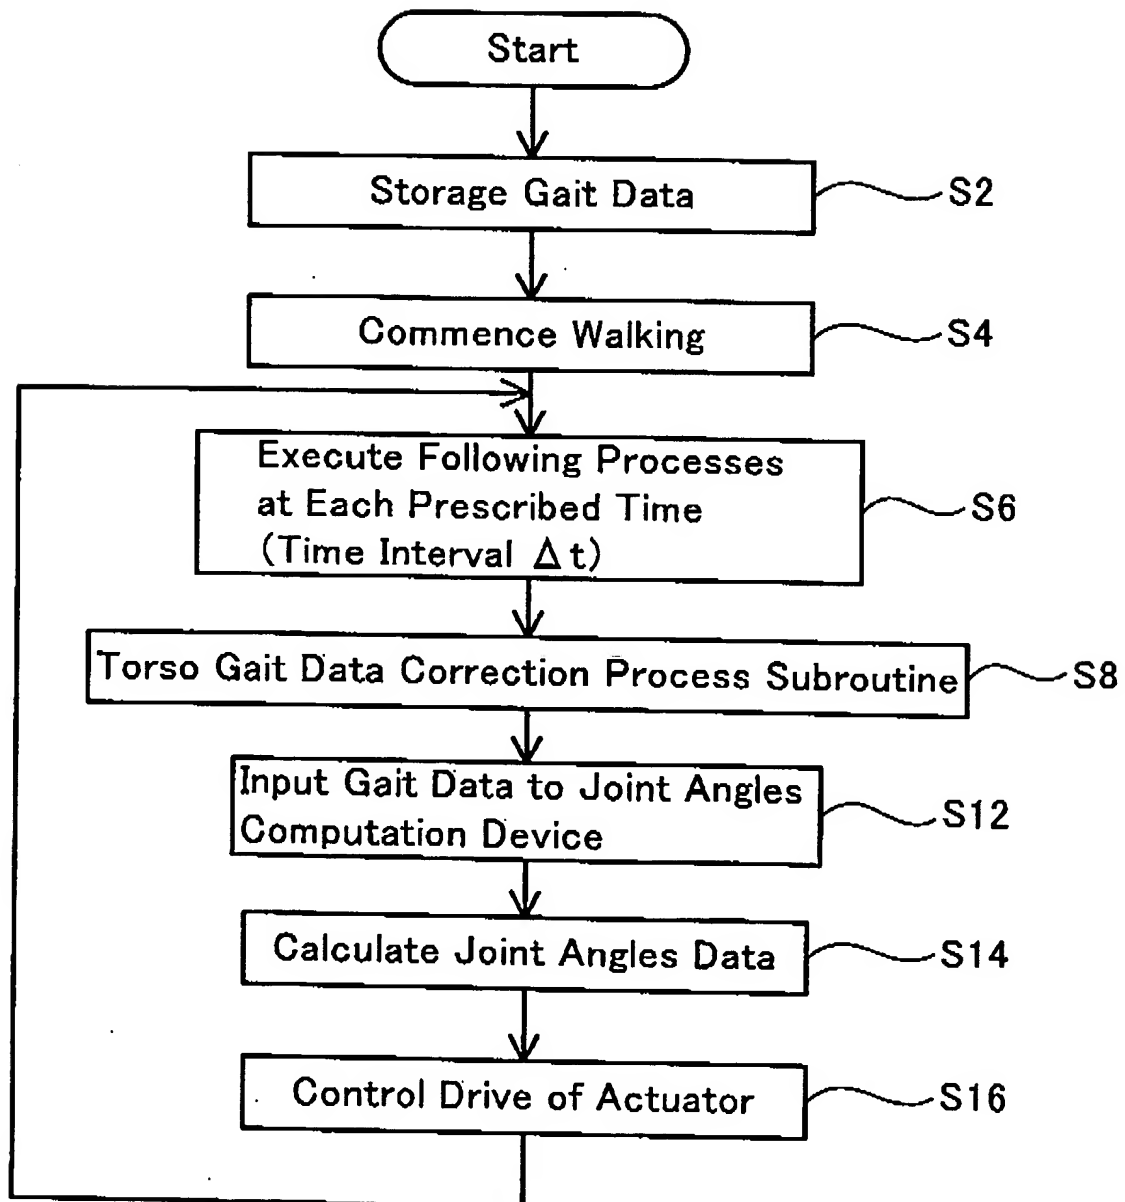 Start
Storage Gait Data
S2
Commence Walking
S4
Execute Following Processes
at Each Prescribed Time
(Time Interval Δt)
S6
Torso Gait Data Correction Process Subroutine
S8
Input Gait Data to Joint Angles
Computation Device
S12
Calculate Joint Angles Data
S14
Control Drive of Actuator
S16